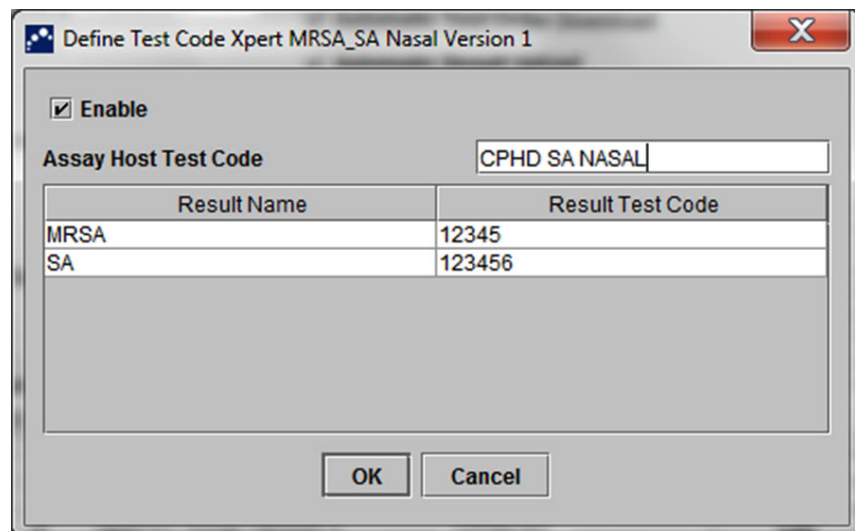 Define Test Code Xpert MRSA_SA Nasal Version 1
Enable
Assay Host Test Code CPHD SA NASAL
Result Name Result Test Code
MRSA 12345
SA 123456
OK Cancel